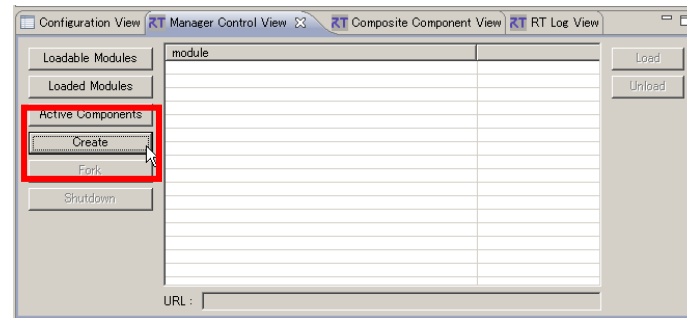 Configuration View RT Manager Control View RT Composite Component View RT RT Log View
Loadable Modules module Load
Loaded Modules Unload
Active Components
Create
Fork
Shutdown
URL :